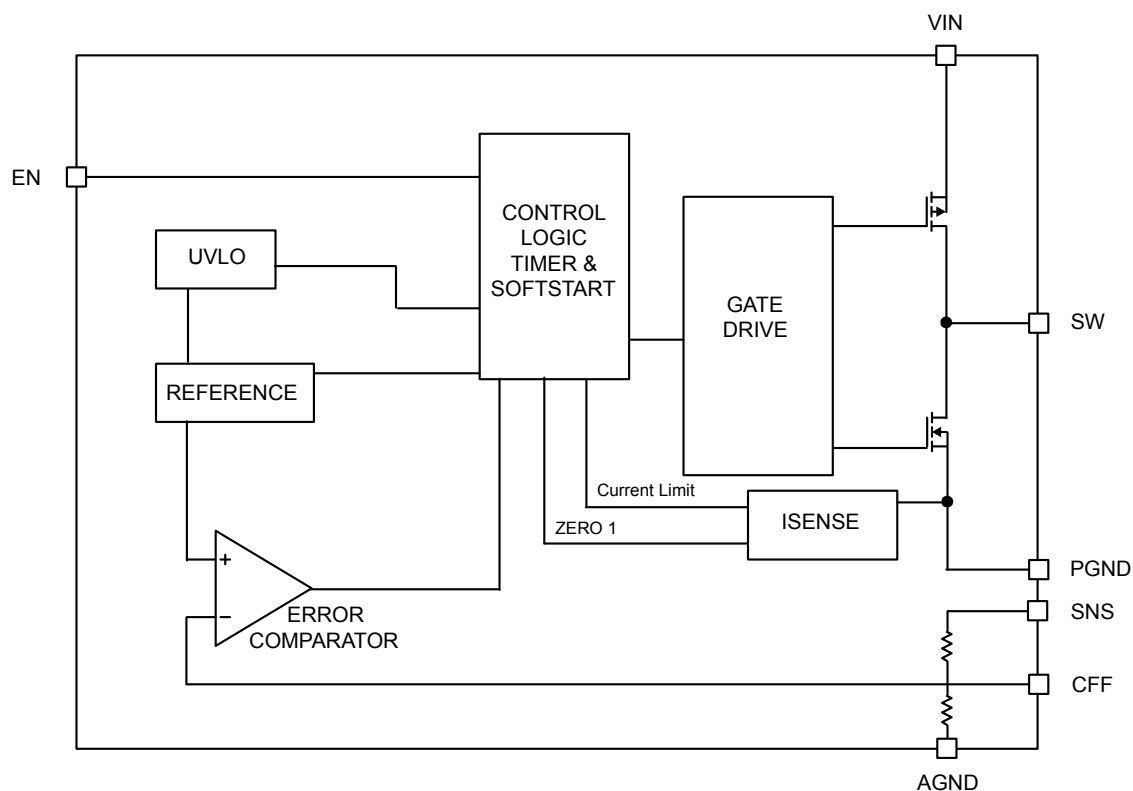 VIN
EN
CONTROL
LOGIC
TIMER &
SOFTSTART
UVLO
GATE
DRIVE
SW
REFERENCE
Current Limit
ISENSE
ZERO 1
+
−
ERROR
COMPARATOR
PGND
SNS
CFF
AGND